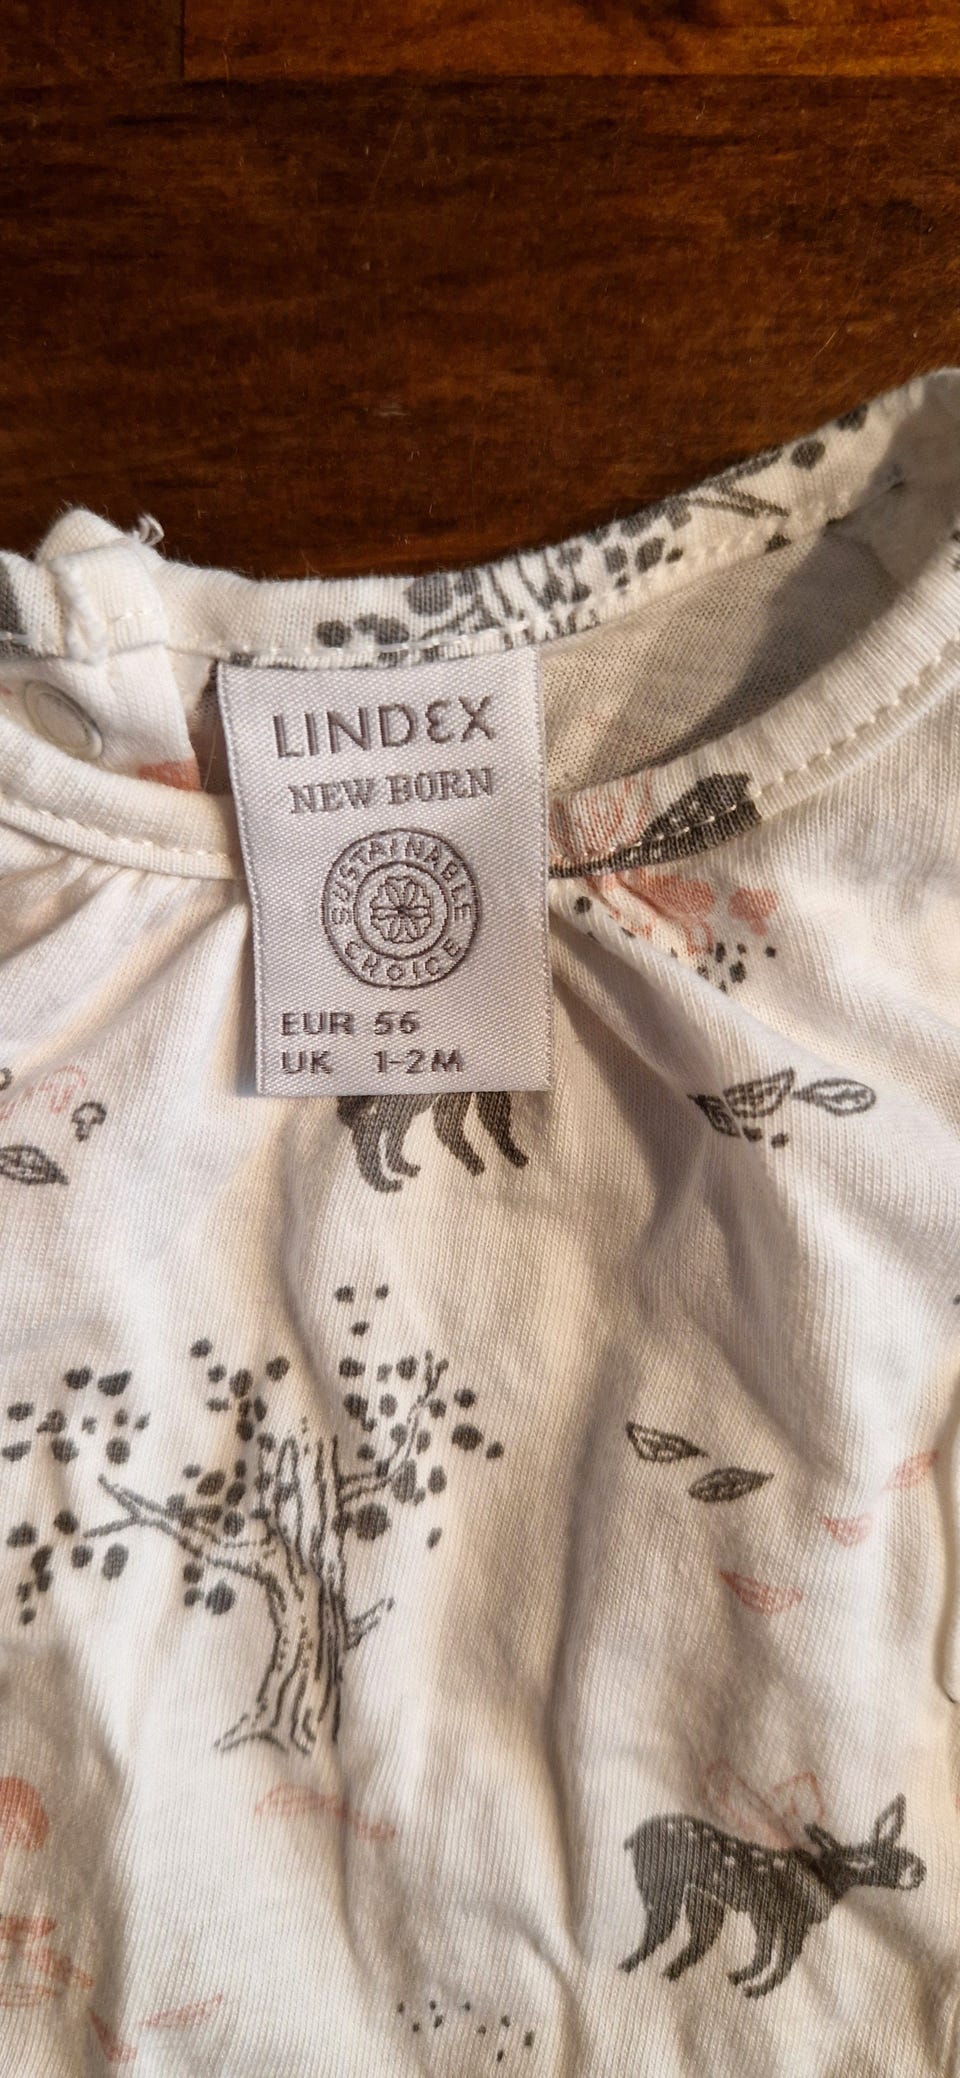 LINDEX
NEW BORN
SUSTAINABLE
CHOICE
EUR 56
UK 1-2M